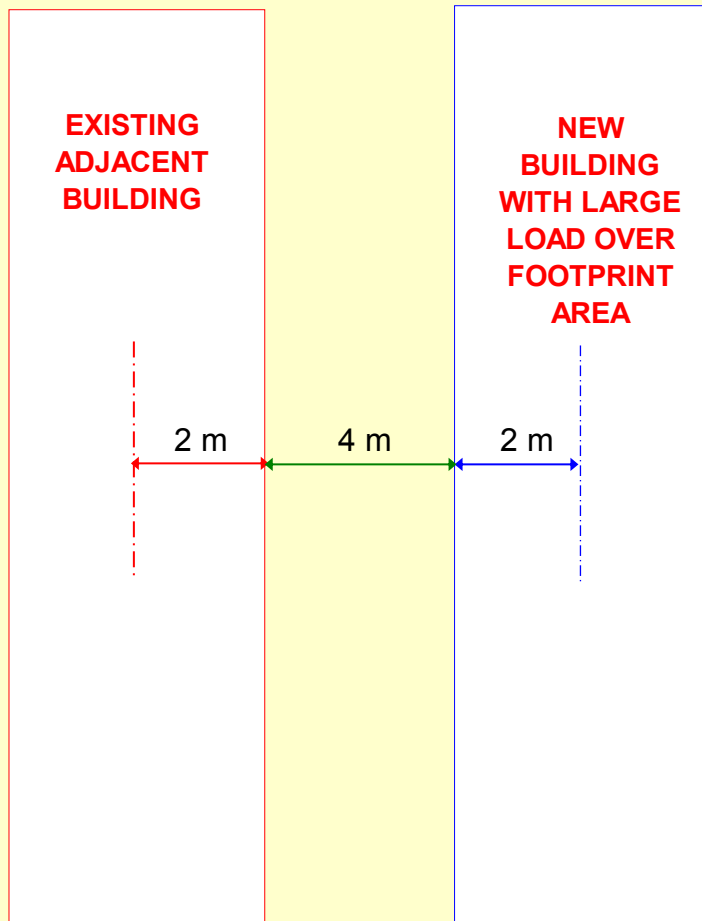 EXISTING
ADJACENT
BUILDING
NEW
BUILDING
WITH LARGE
LOAD OVER
FOOTPRINT
AREA
2 m
4 m
2 m